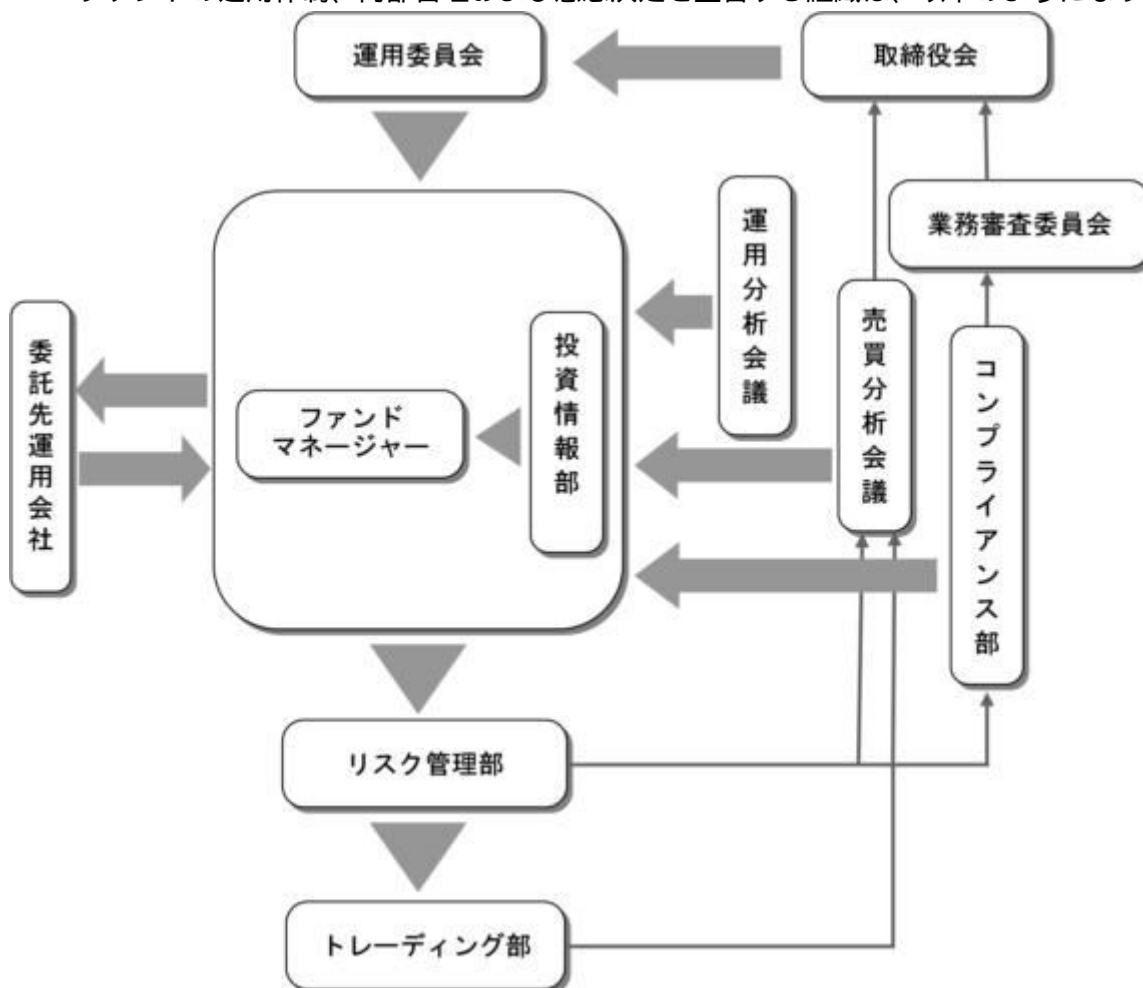 運用委員会
取締役会
業務審査委員会
運用分析会議
売買分析会議
コンプライアンス部
投資情報部
ファンド
マネージャー
委託先運用会社
リスク管理部
トレーディング部